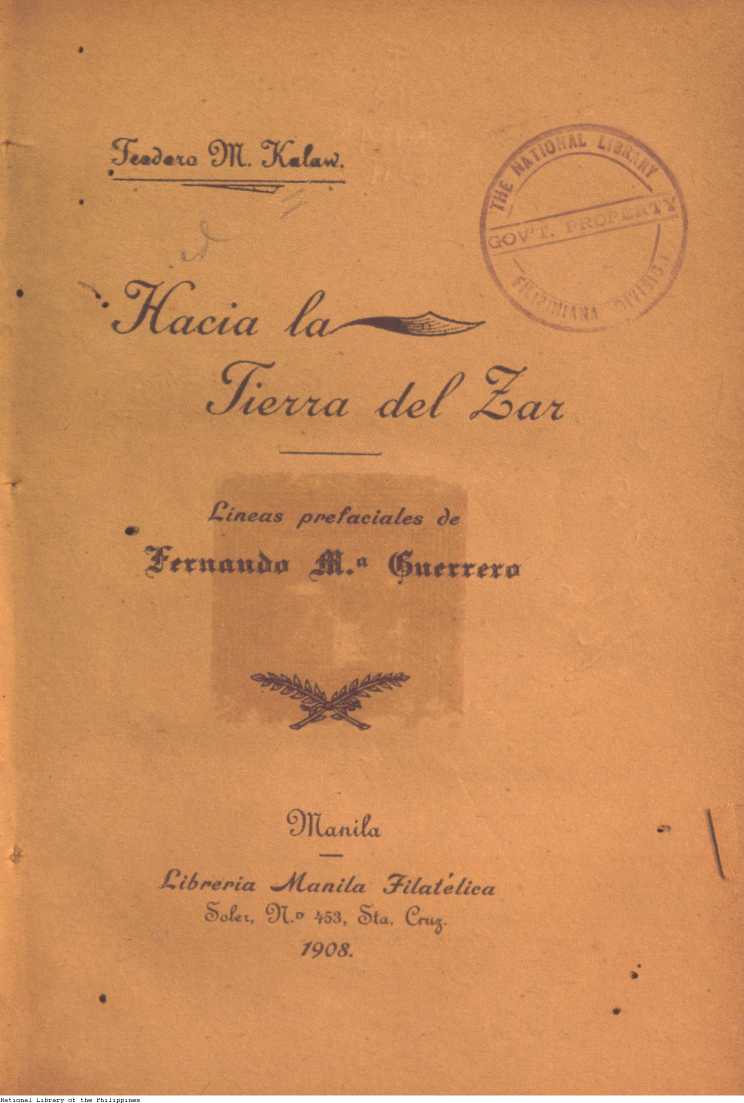 Teodoro M. Kalaw.
THE NATIONAL LIBRARY
GOV'T. PROPERTY
FILIPINIANA DIVISION
Hacia la
Tierra del Zar
Líneas prefaciales de
Fernando M.ª Guerrero
Manila
Libreria Manila Filatélica
Soler, N.º 453, Sta. Cruz.
1908.
National Library of the Philippines